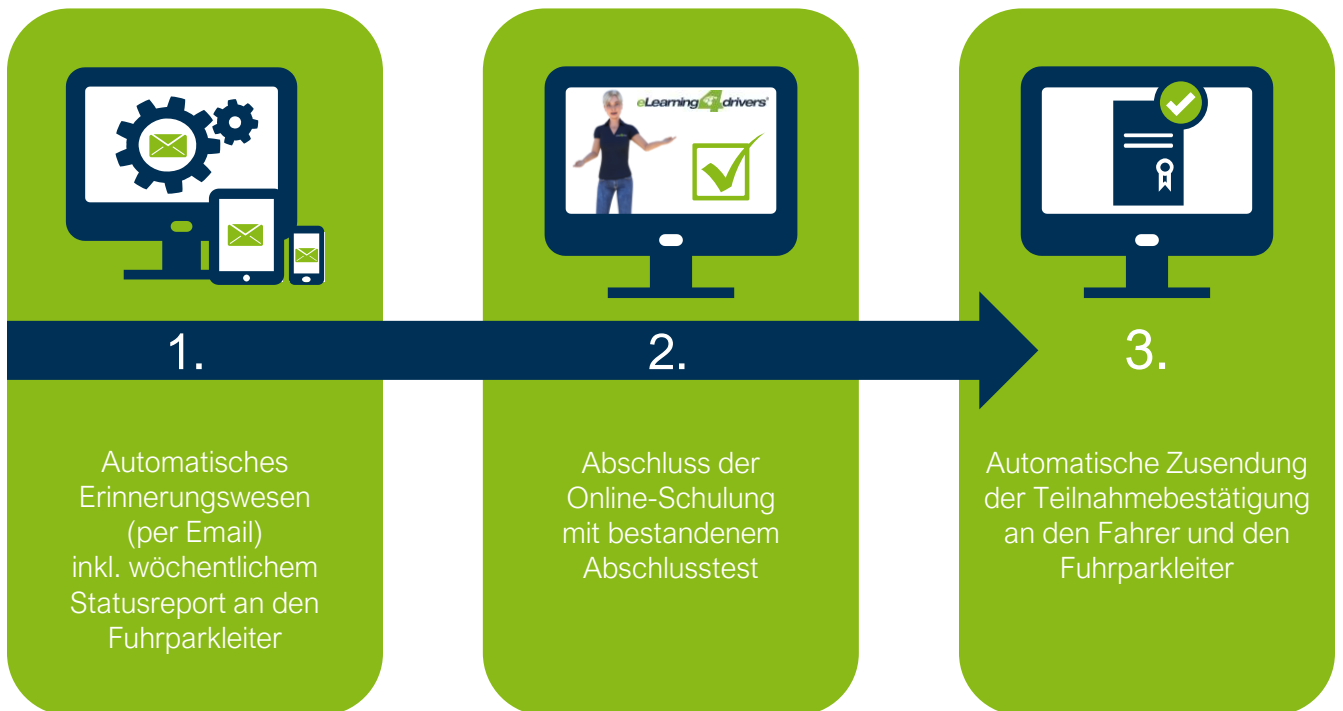 eLearning4drivers®
1.
Automatisches
Erinnerungswesen
(per Email)
inkl. wöchentlichem
Statusreport an den
Fuhrparkleiter
2.
Abschluss der
Online-Schulung
mit bestandenem
Abschlusstest
3.
Automatische Zusendung
der Teilnahmebestätigung
an den Fahrer und den
Fuhrparkleiter